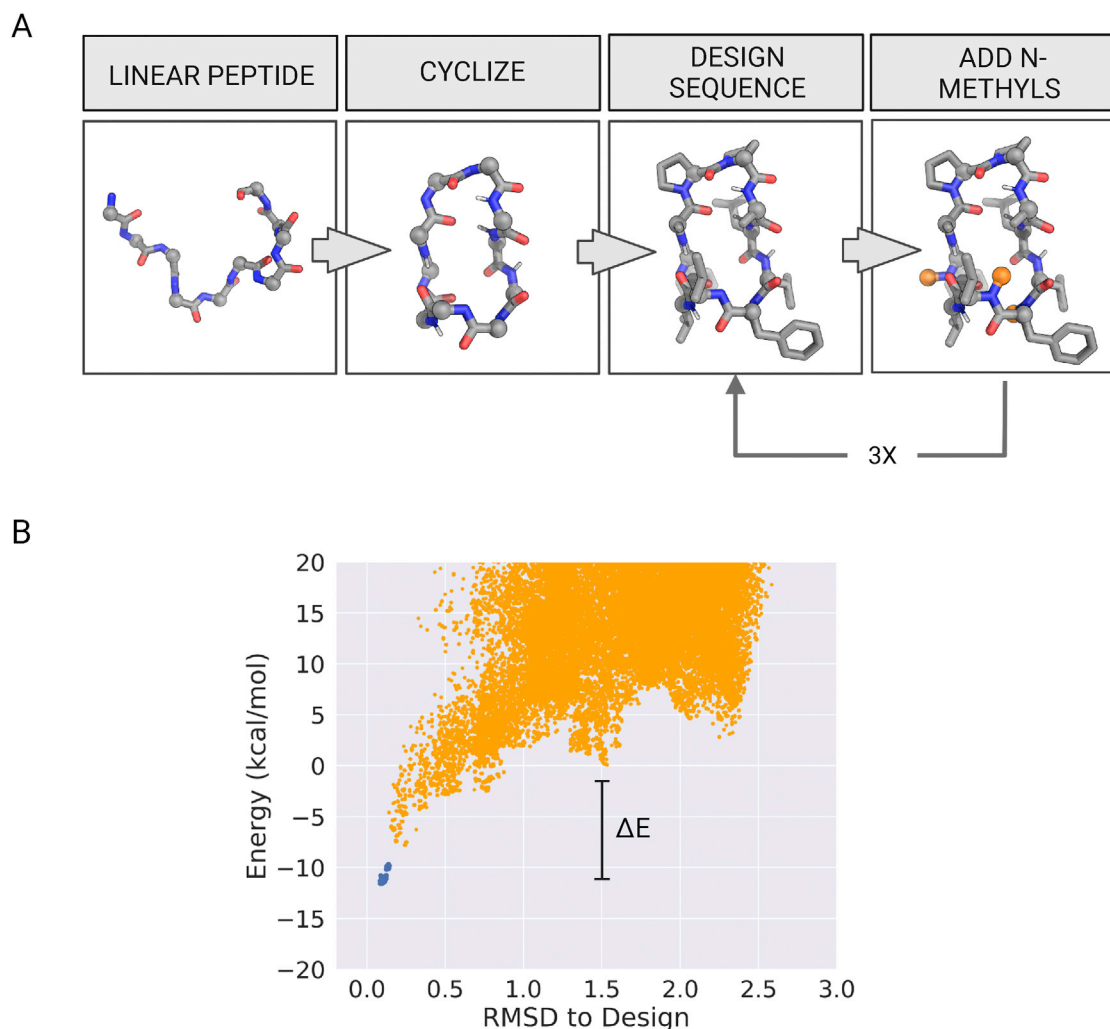 A
LINEAR PEPTIDE
CYCLIZE
DESIGN
SEQUENCE
ADD N-
METHYLS
3X
B
Energy (kcal/mol)
20
15
10
5
0
−5
−10
−15
−20
ΔE
0.0 0.5 1.0 1.5 2.0 2.5 3.0
RMSD to Design